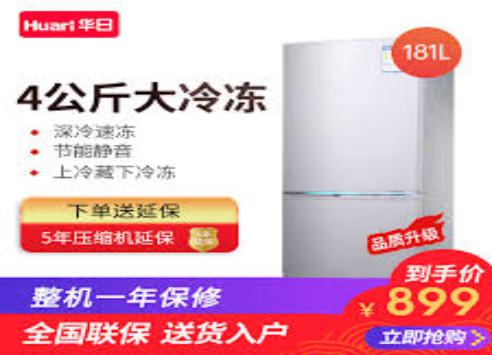 Huari 华日
181L
4公斤大冷冻
深冷速冻
节能静音
上冷藏下冷冻
下单送延保
5年压缩机延保
品质升级
到手价
整机一年保修
¥899
全国联保 送货入户
立即抢购